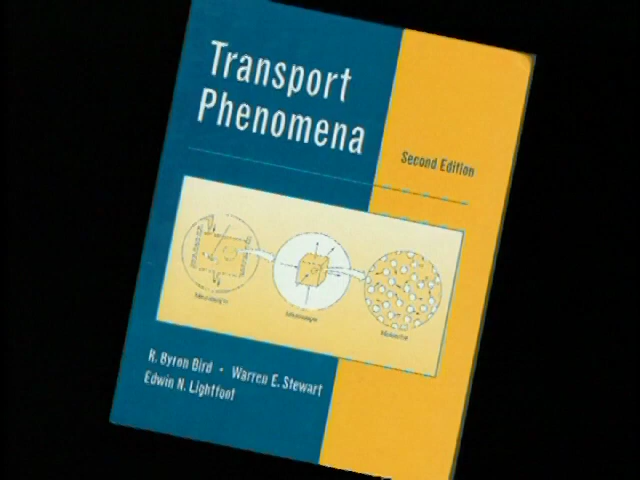 Transport
Phenomena
Second Edition
R. Byron Bird • Warren E. Stewart
Edwin N. Lightfoot